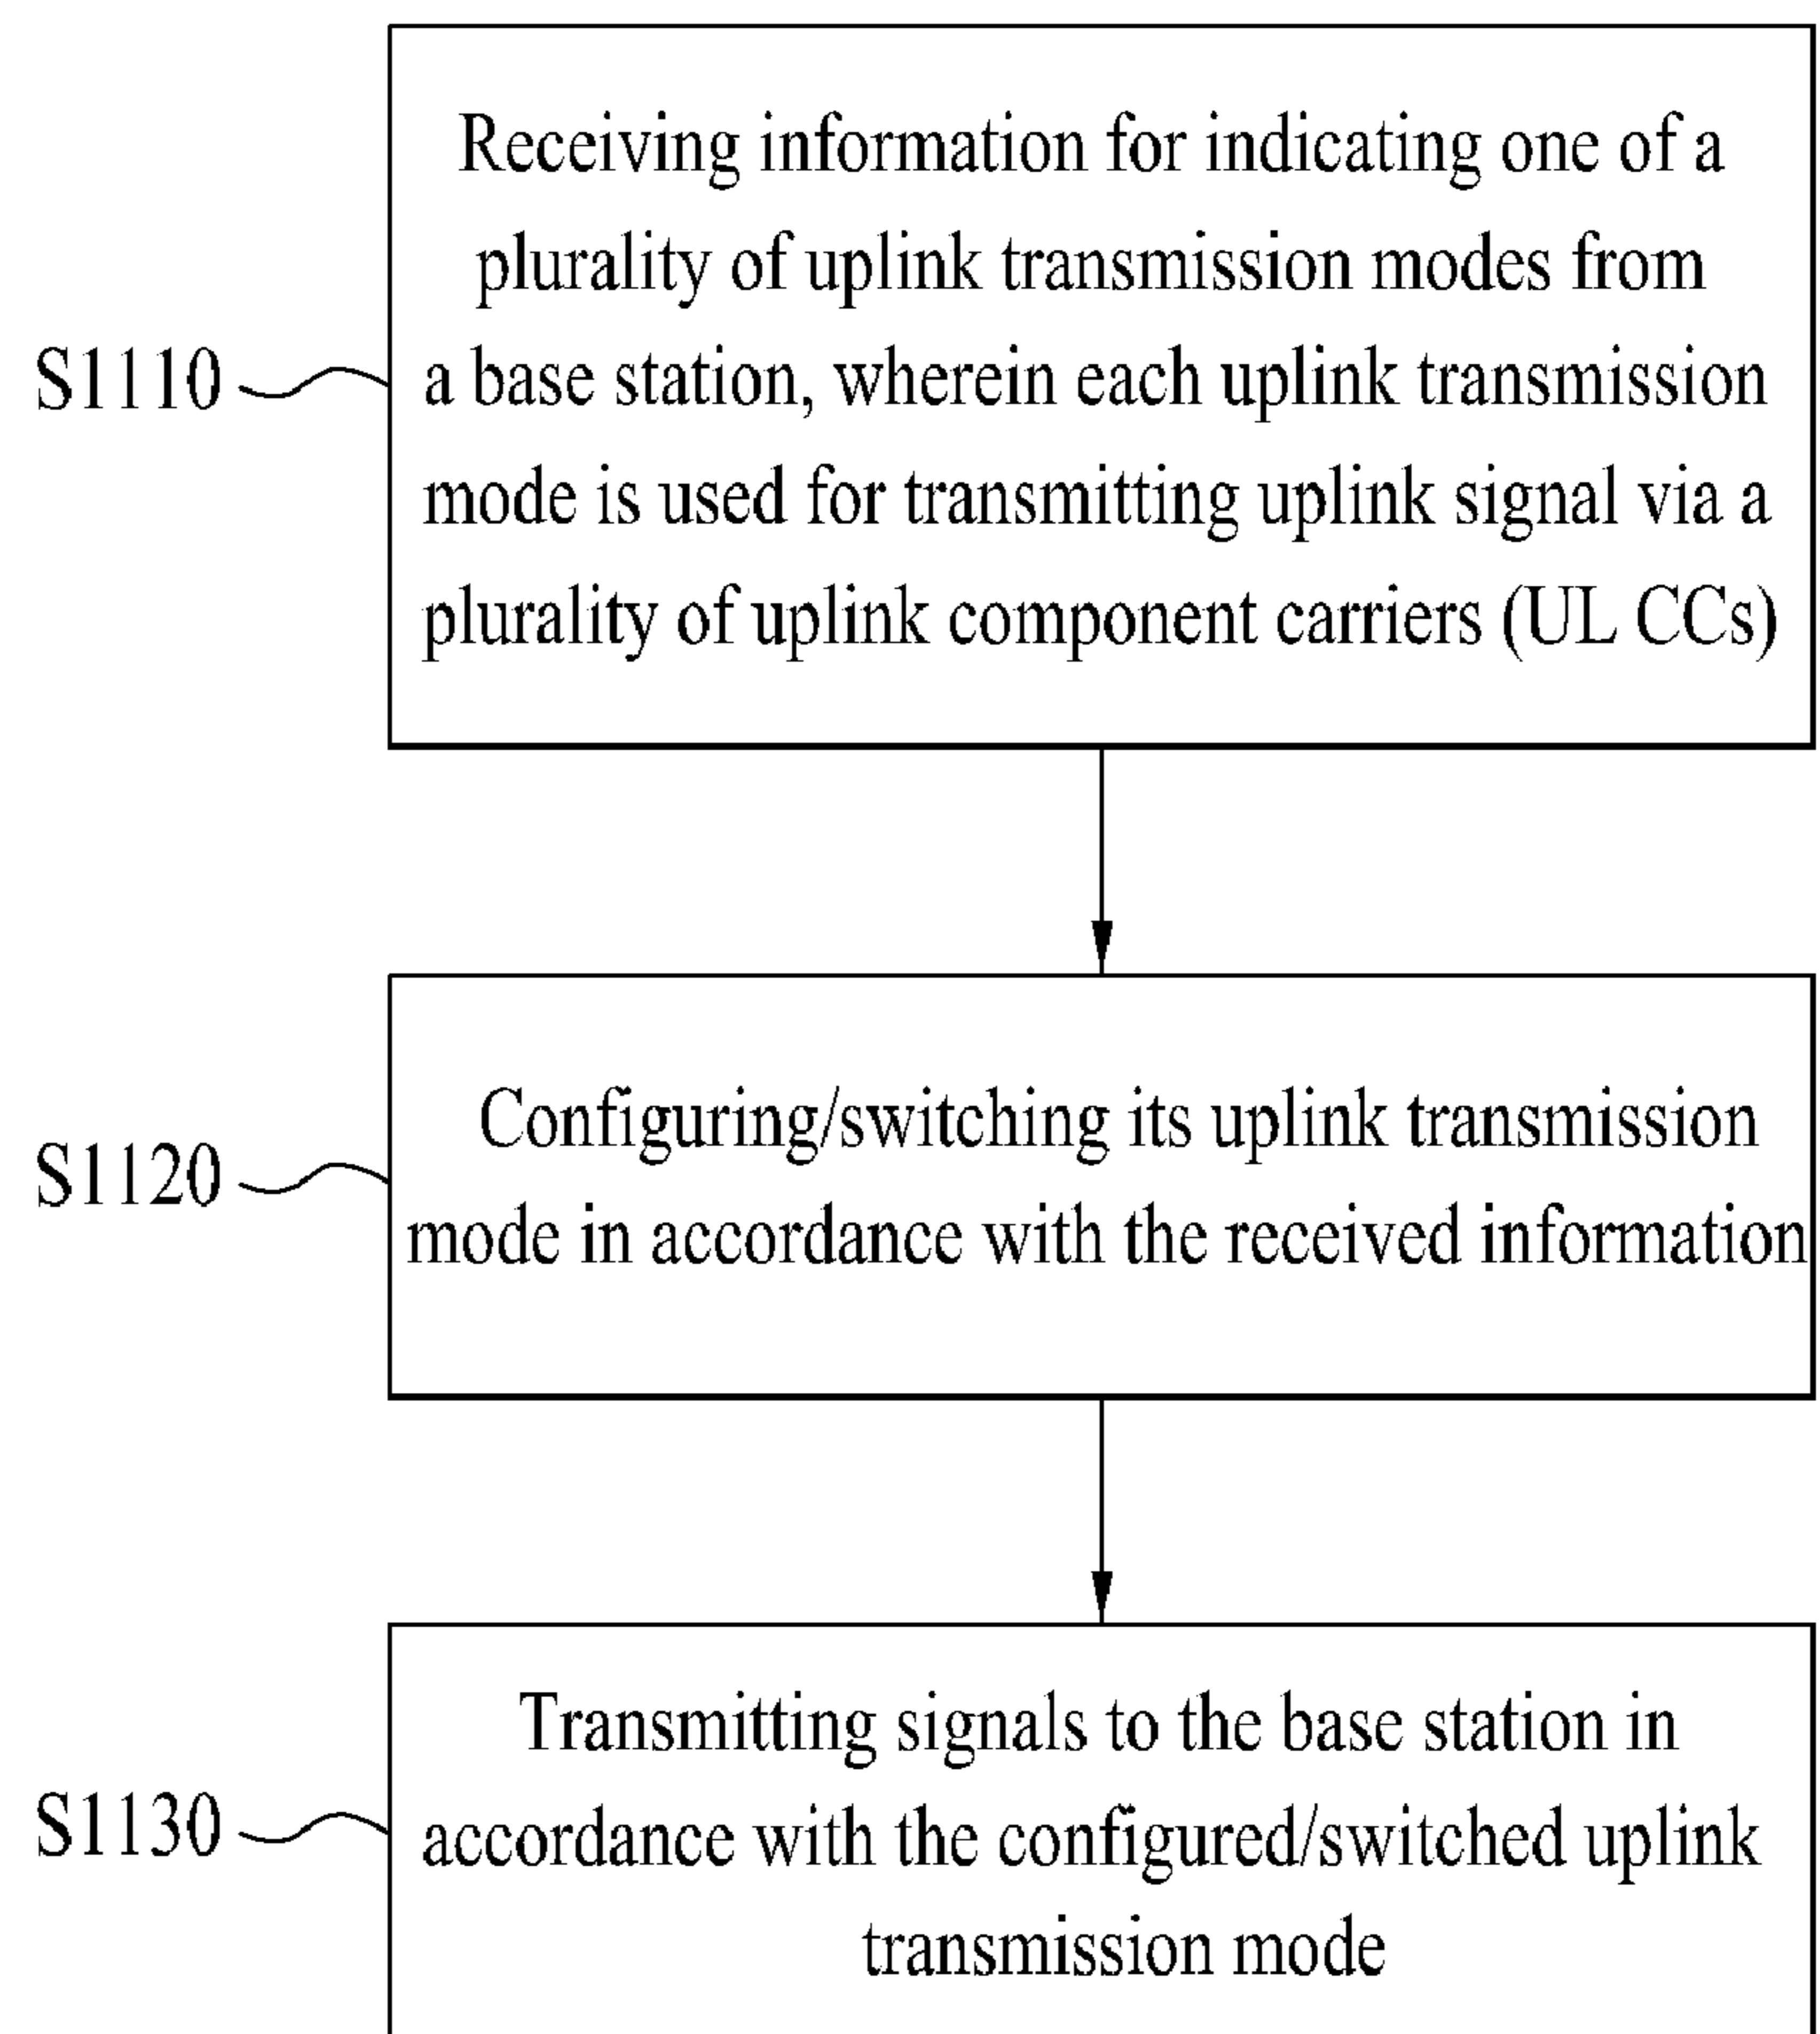 Receiving information for indicating one of a
plurality of uplink transmission modes from
S1110
a base station, wherein each uplink transmission
mode is used for transmitting uplink signal via a
plurality of uplink component carriers (UL CCs)
Configuring/switching its uplink transmission
S1120
mode in accordance with the received information
Transmitting signals to the base station in
S1130
accordance with the configured/switched uplink
transmission mode